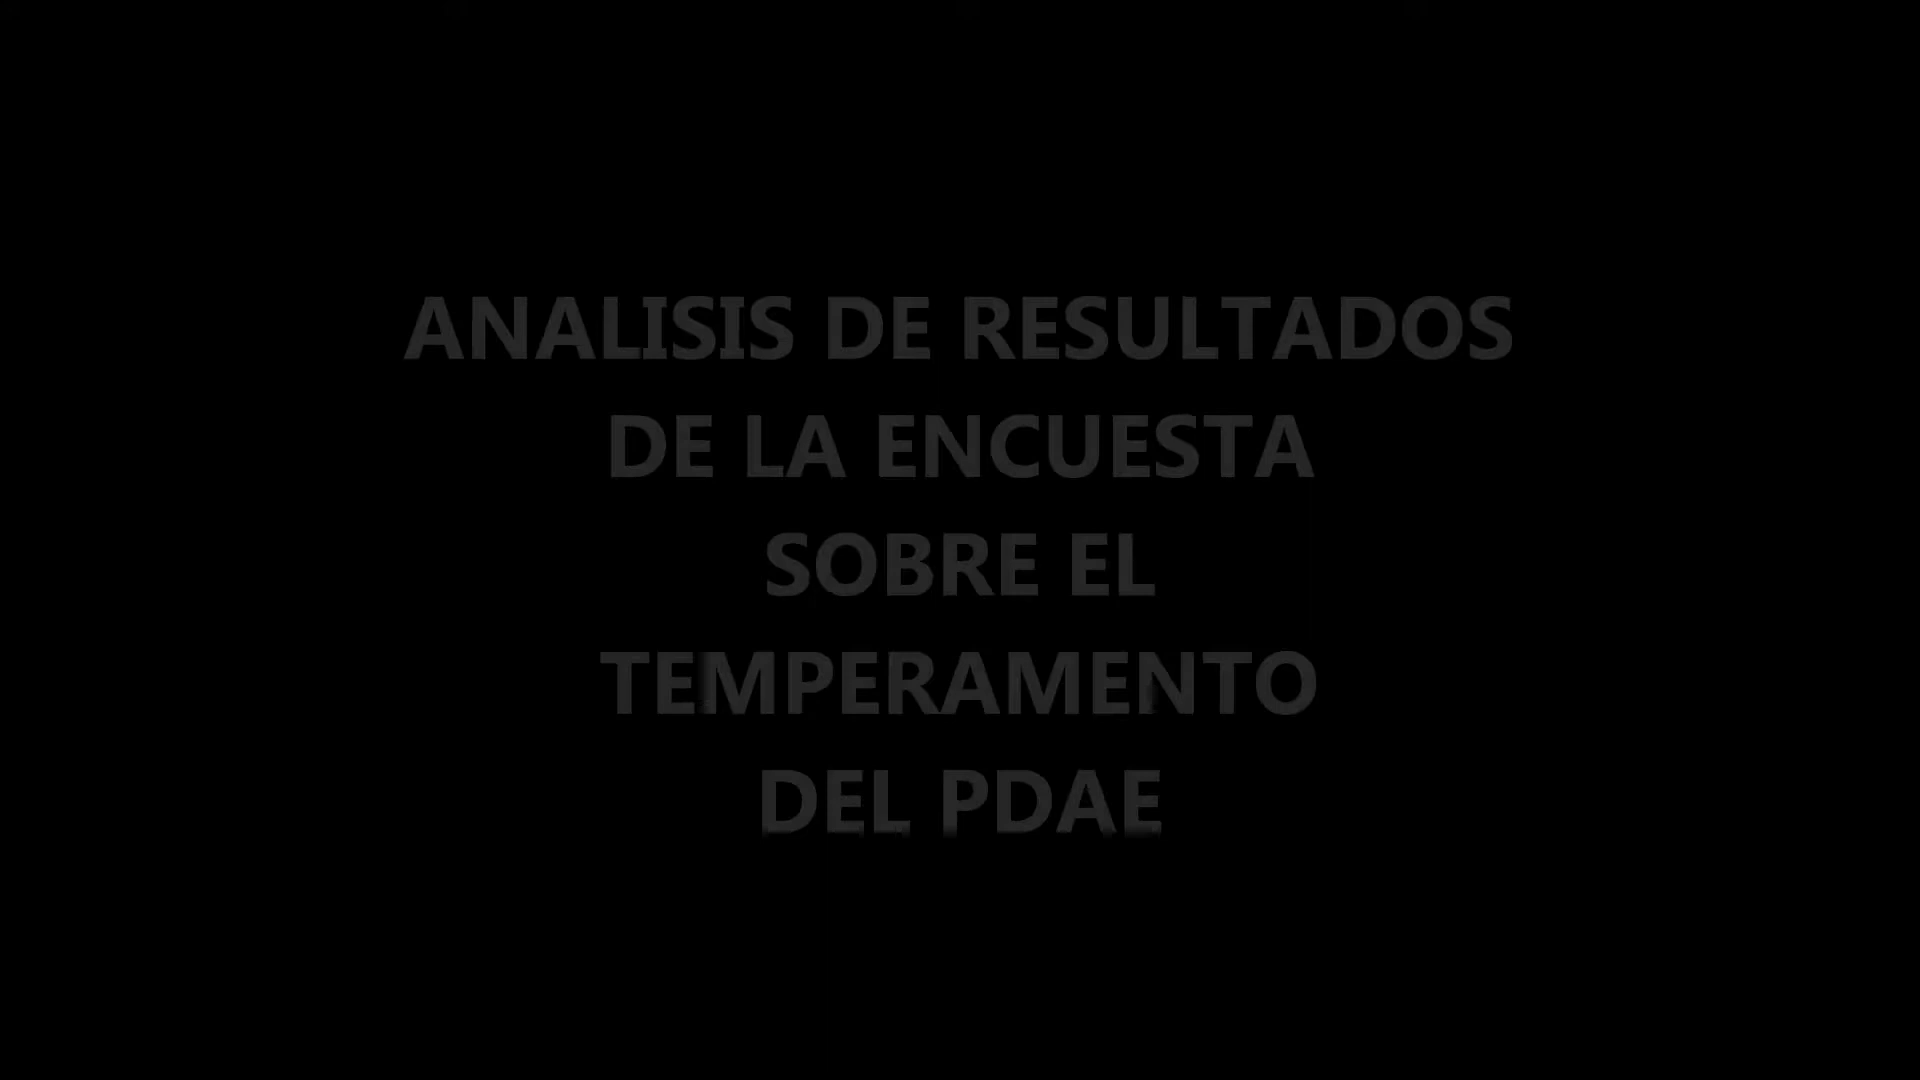 ANALISIS DE RESULTADOS
DE LA ENCUESTA
SOBRE EL
TEMPERAMENTO
DEL PDAE